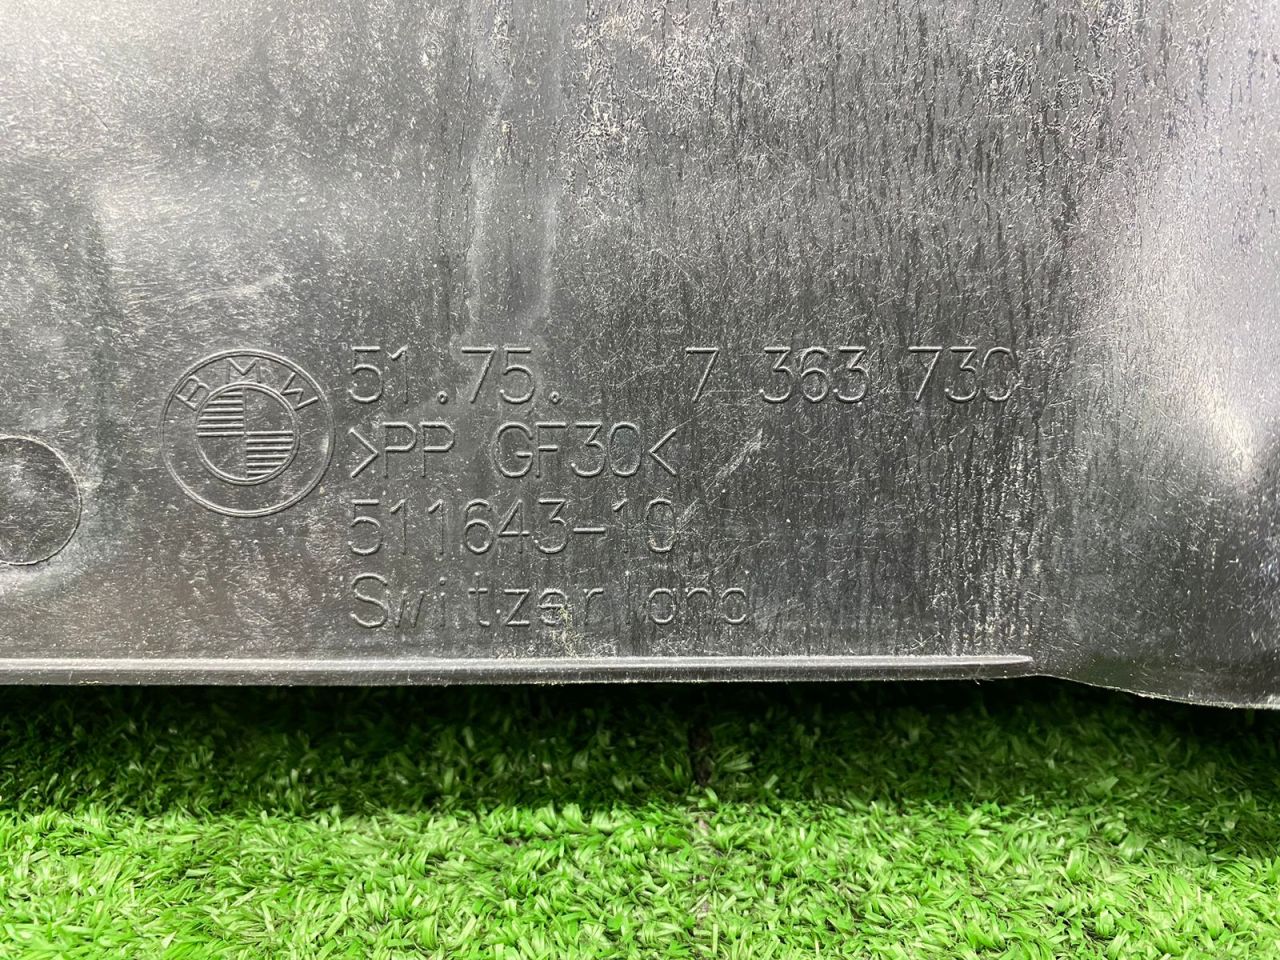 BMW
51.75. 7 363 730
>PP GF30<
511643-10
Switzerland